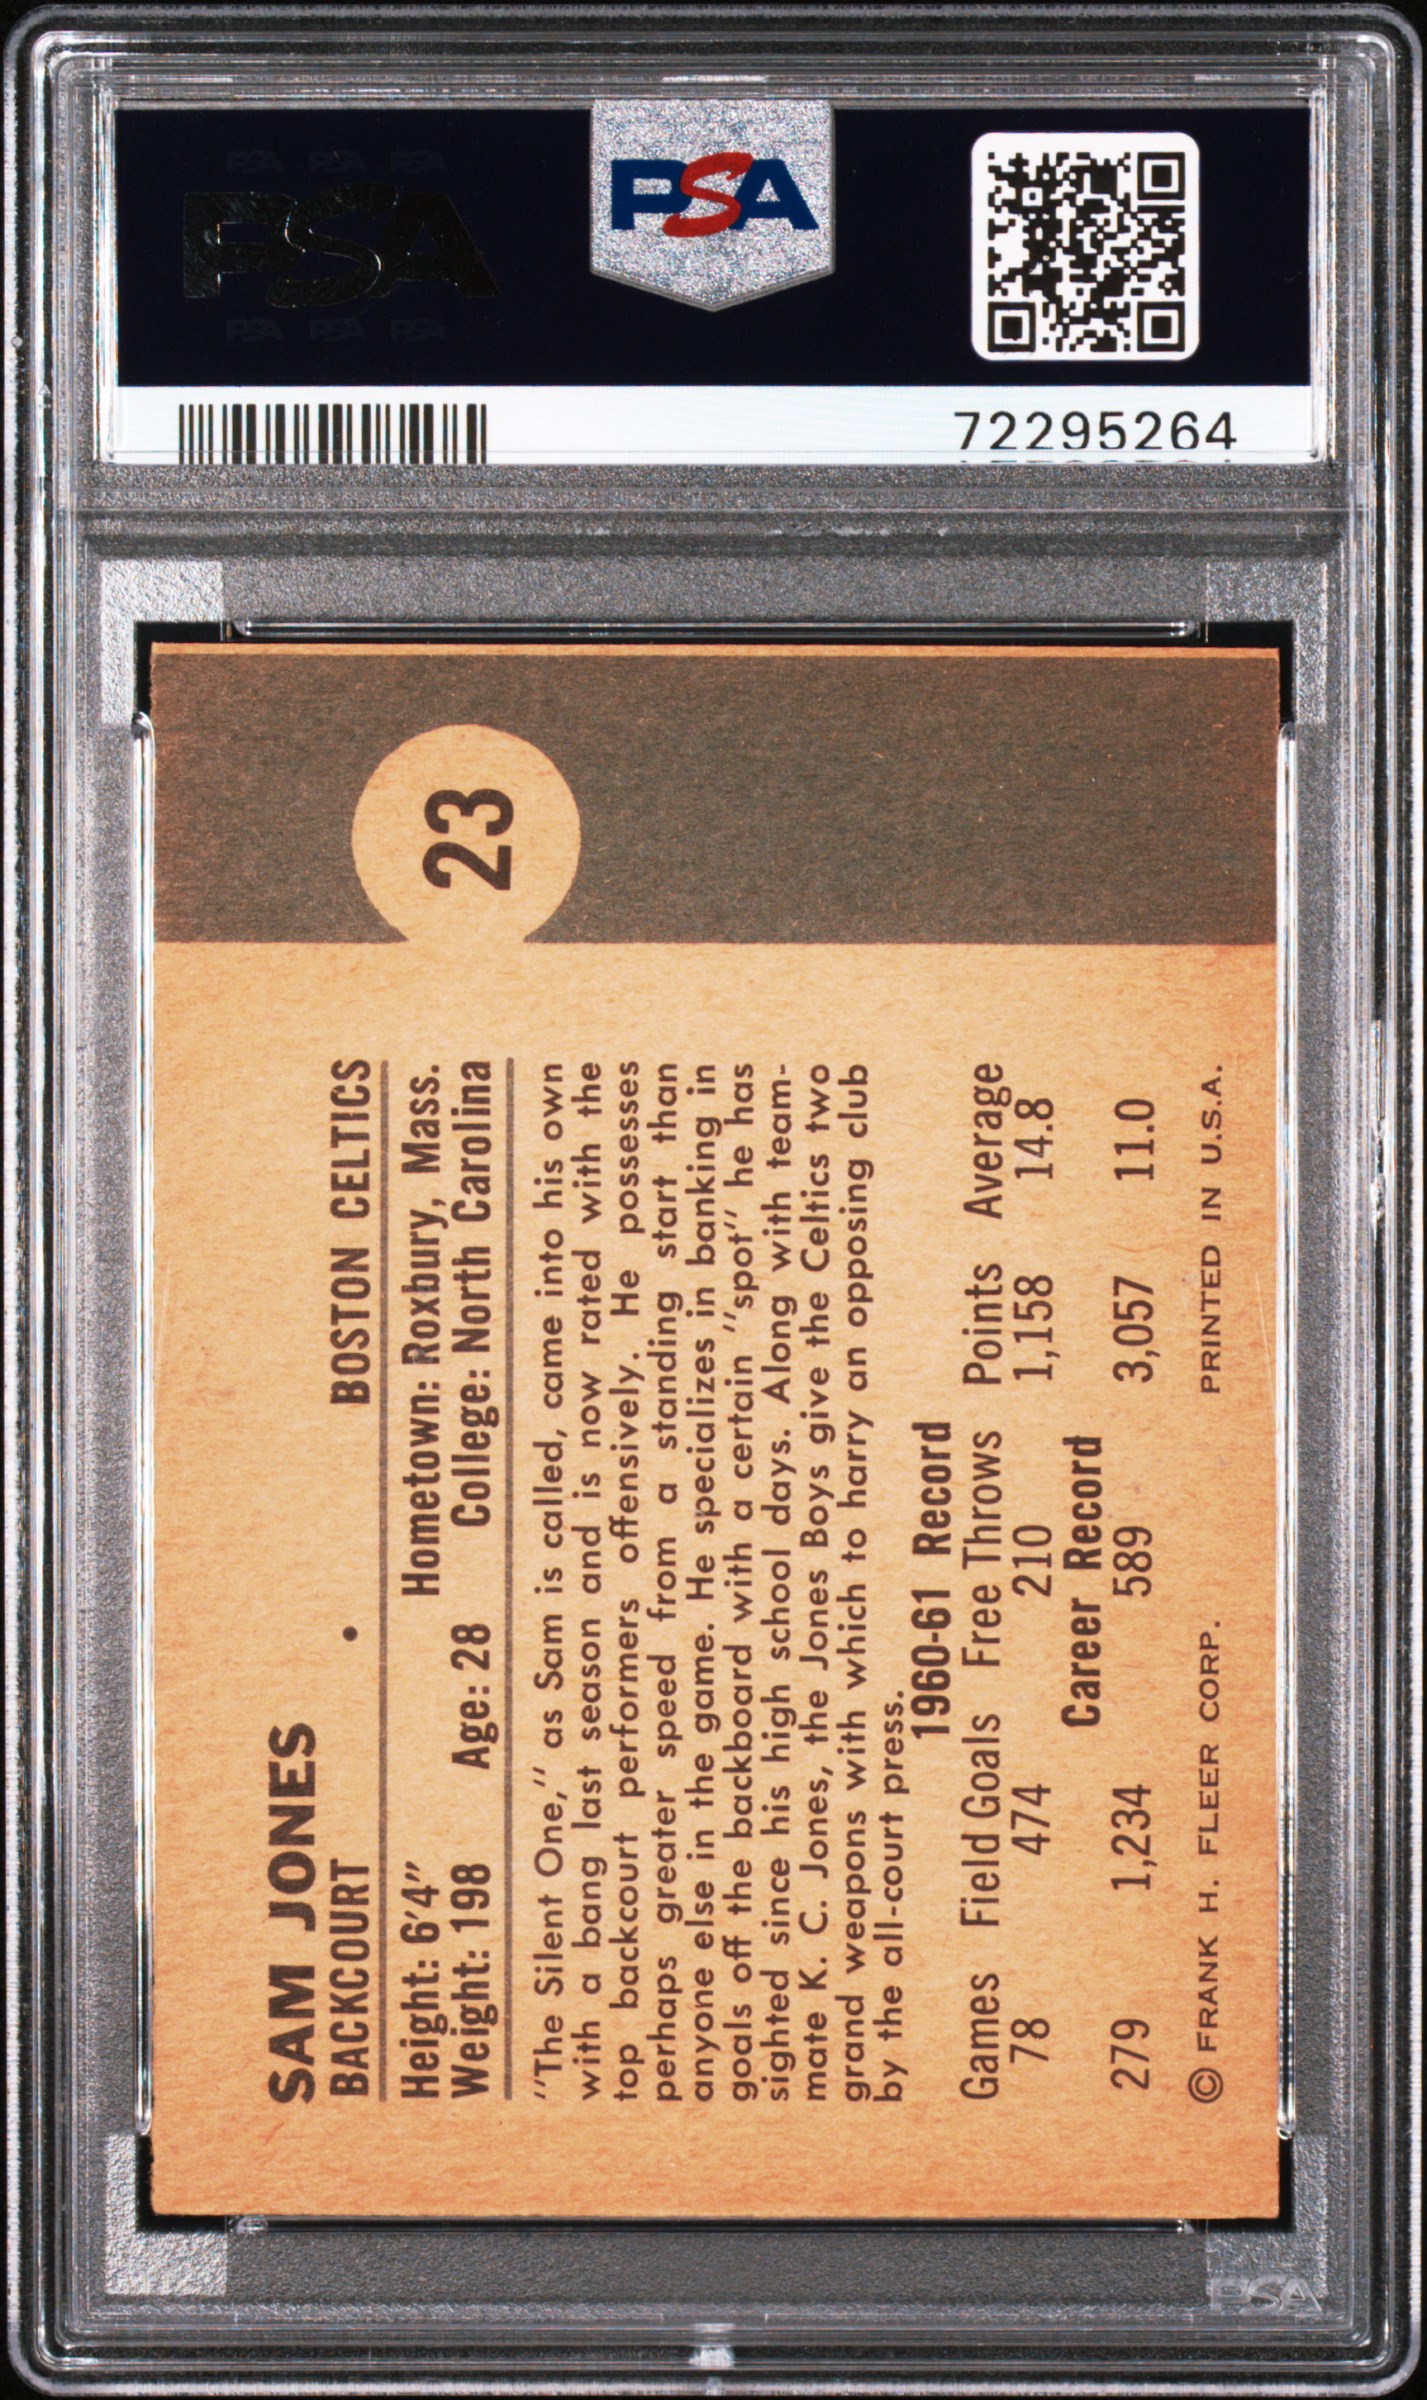 PSA PSA PSA
PSA
PSA PSA PSA
PSA
72295264
23
SAM JONES
BACKCOURT • BOSTON CELTICS
Height: 6'4" Hometown: Roxbury, Mass.
Weight: 198 Age: 28 College: North Carolina
"The Silent One," as Sam is called, came into his own
with a bang last season and is now rated with the
top backcourt performers offensively. He possesses
perhaps greater speed from a standing start than
anyone else in the game. He specializes in banking in
goals off the backboard with a certain "spot" he has
sighted since his high school days. Along with team-
mate K. C. Jones, the Jones Boys give the Celtics two
grand weapons with which to harry an opposing club
by the all-court press.
1960-61 Record
Games Field Goals Free Throws Points Average
78 474 210 1,158 14.8
Career Record
279 1,234 589 3,057 11.0
© FRANK H. FLEER CORP. PRINTED IN U.S.A.
PSA